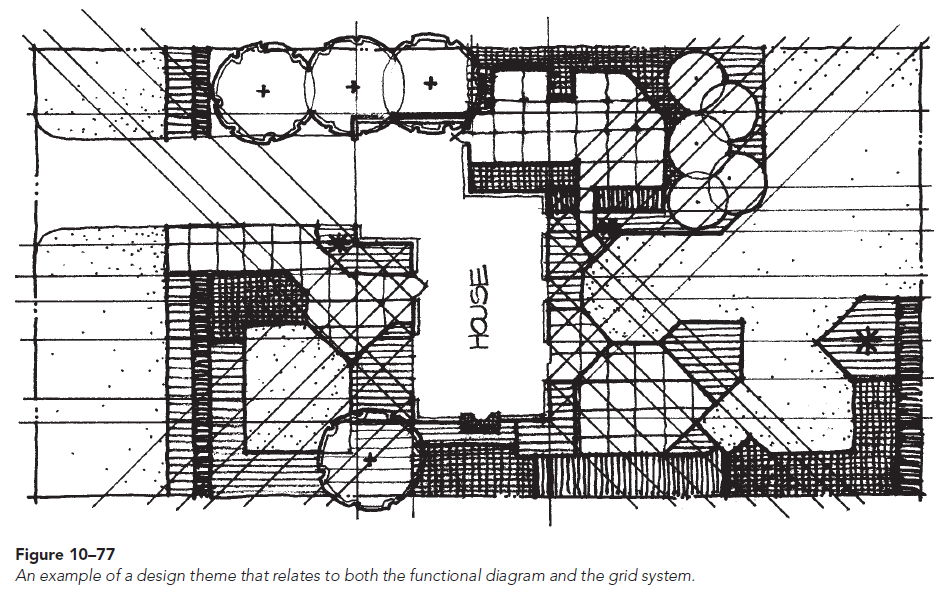 HOUSE
Figure 10–77
An example of a design theme that relates to both the functional diagram and the grid system.